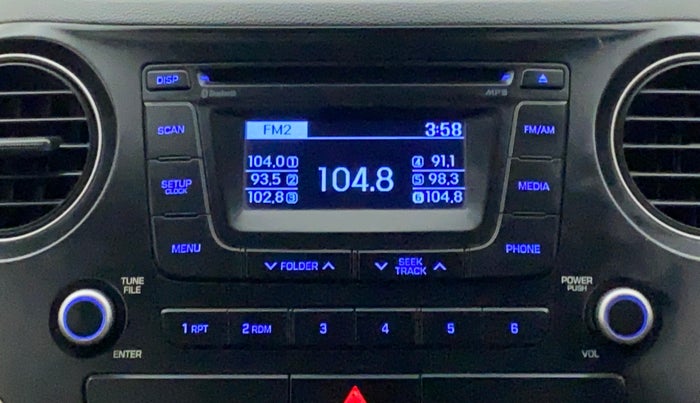 DISP
Bluetooth
MP3
SCAN
FM2
3:58
FM/AM
104.0 1
4 91.1
93.5 2
104.8
5 98.3
102.8 3
6 104.8
SETUP
CLOCK
MEDIA
MENU
PHONE
FOLDER
SEEK
TRACK
TUNE
FILE
POWER
PUSH
1 RPT
2 RDM
3
4
5
6
ENTER
VOL